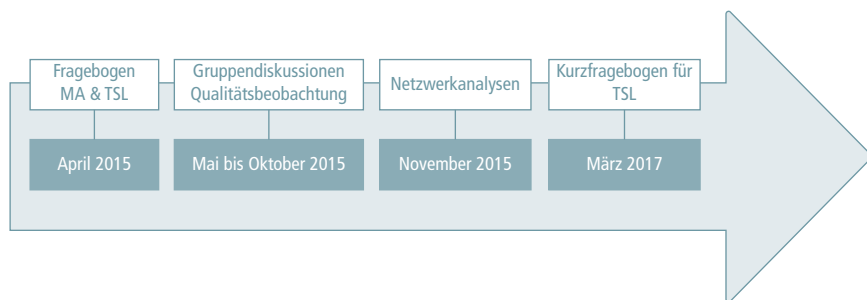 Fragebogen
MA & TSL
Gruppendiskussionen
Qualitätsbeobachtung
Netzwerkanalysen
Kurzfragebogen für
TSL
April 2015
Mai bis Oktober 2015
November 2015
März 2017